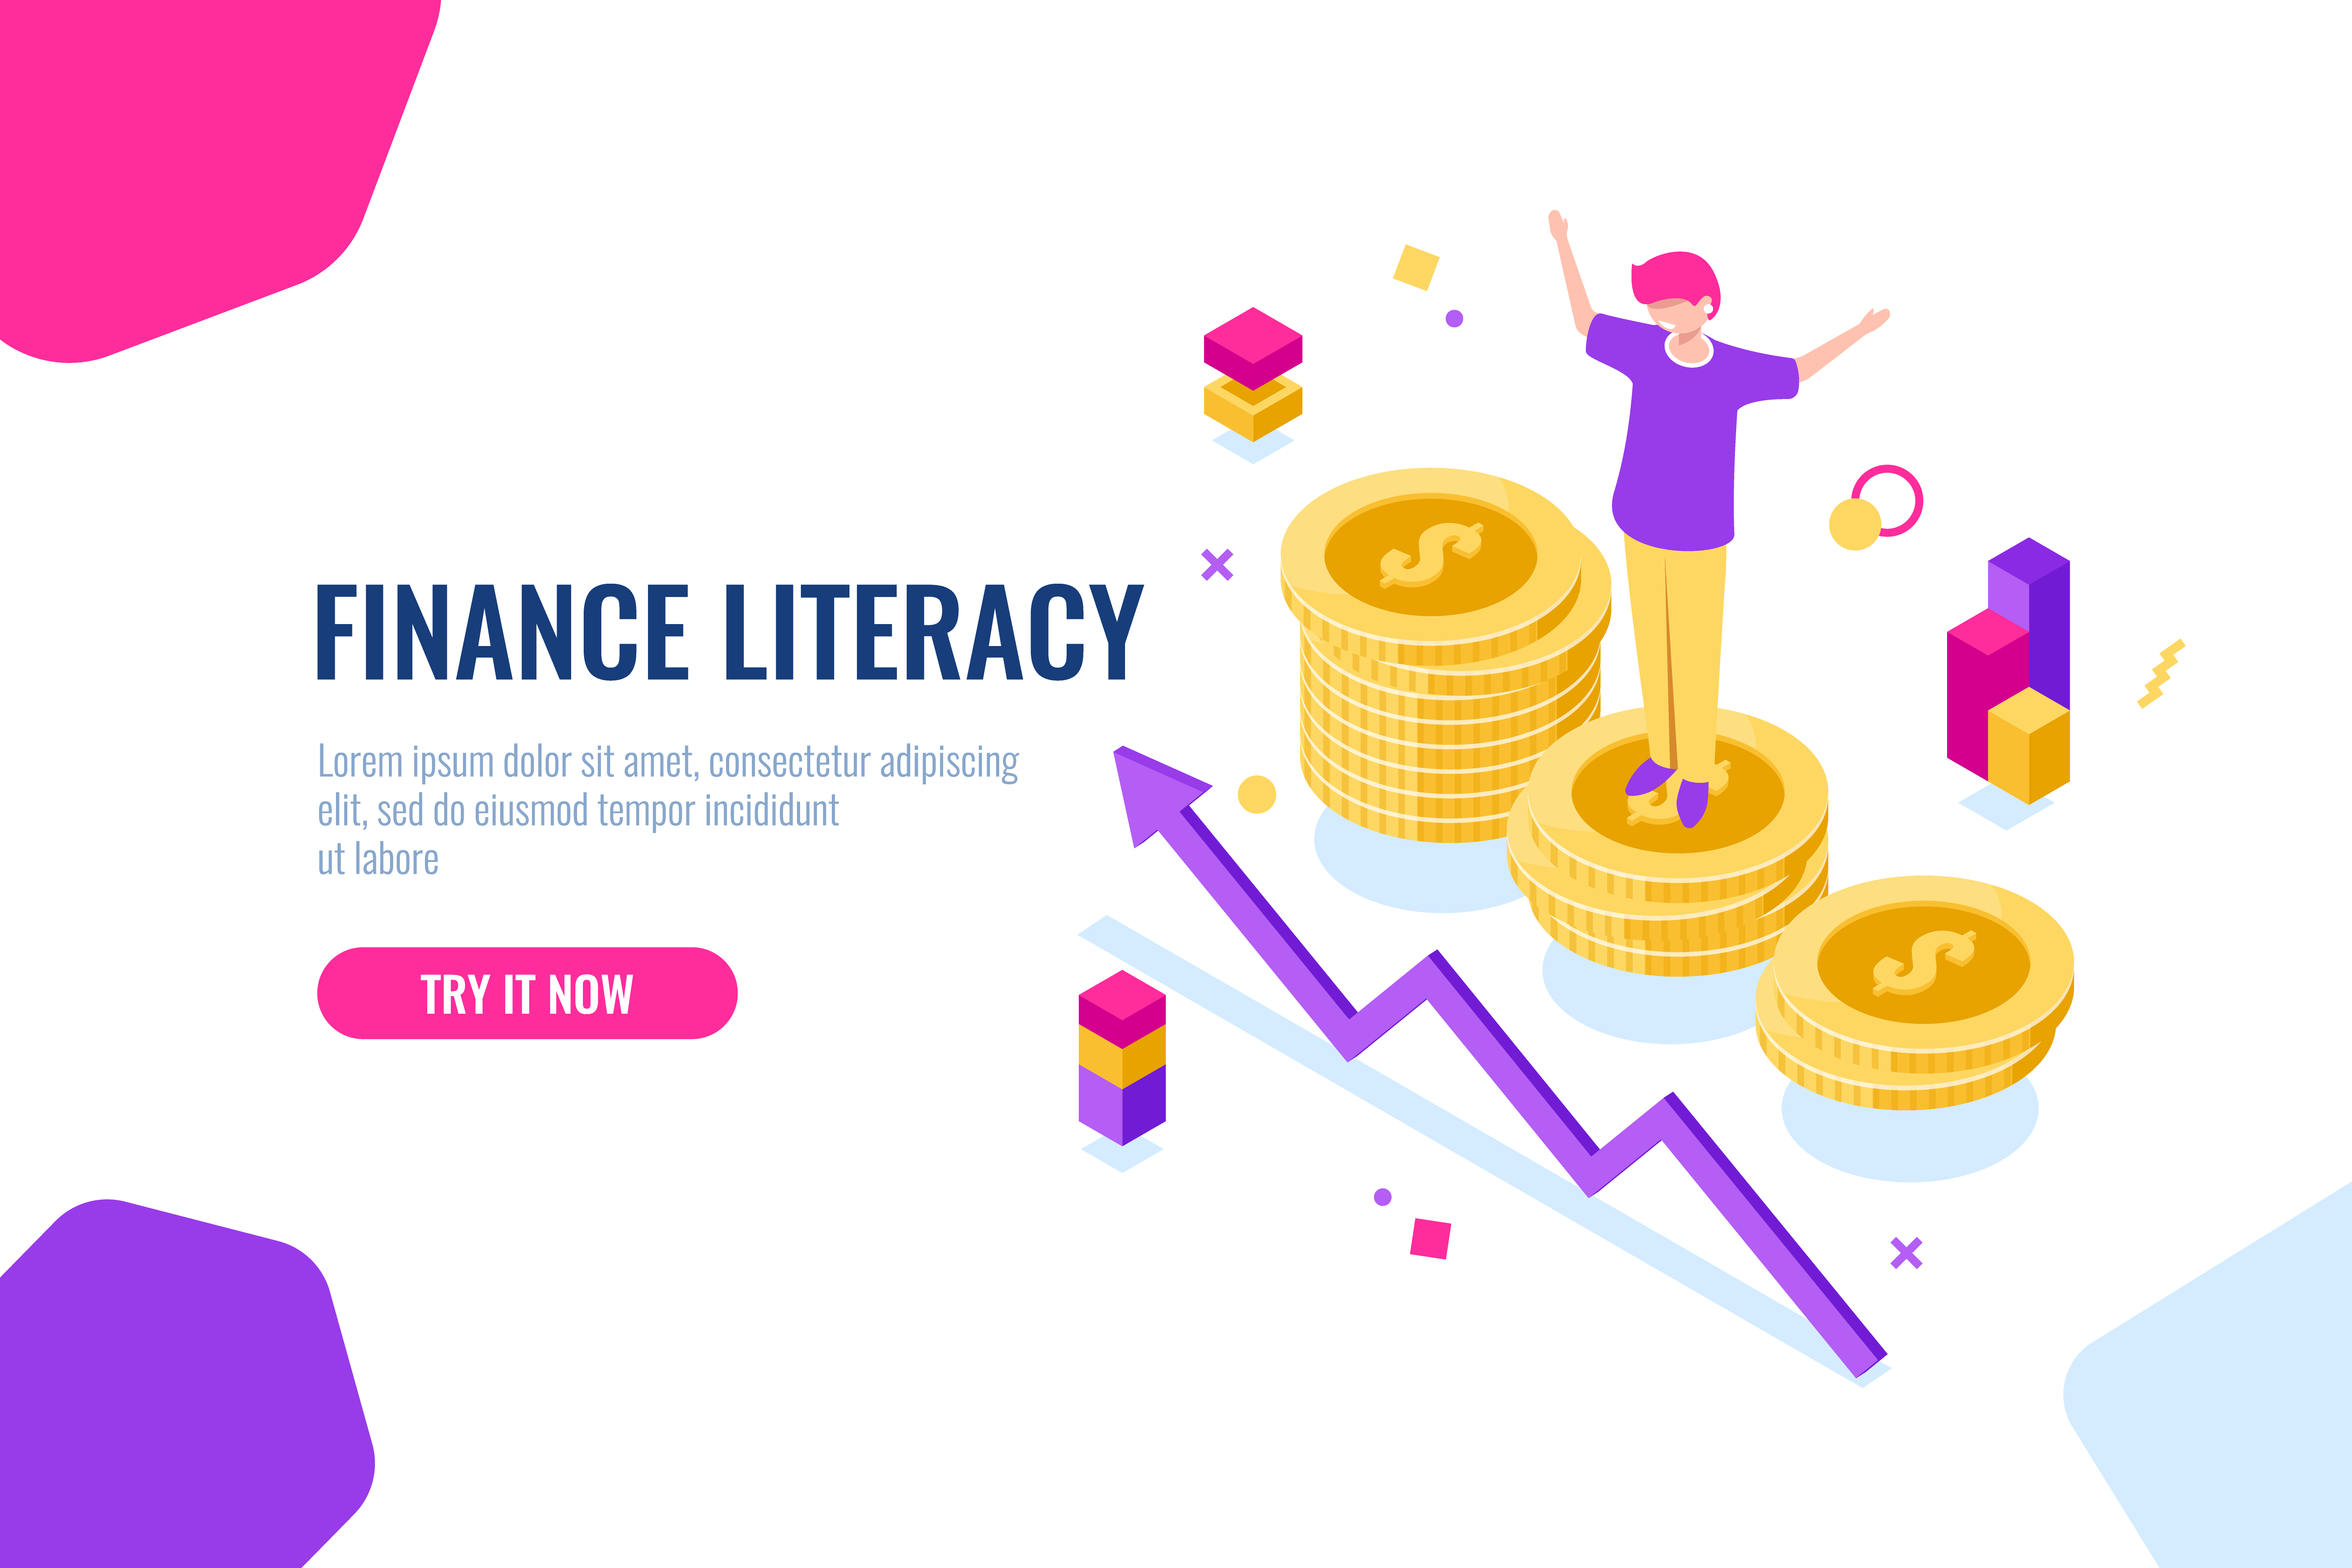 FINANCE LITERACY
Lorem ipsum dolor sit amet, consectetur adipiscing
elit, sed do eiusmod tempor incididunt
ut labore
TRY IT NOW
$
$
$